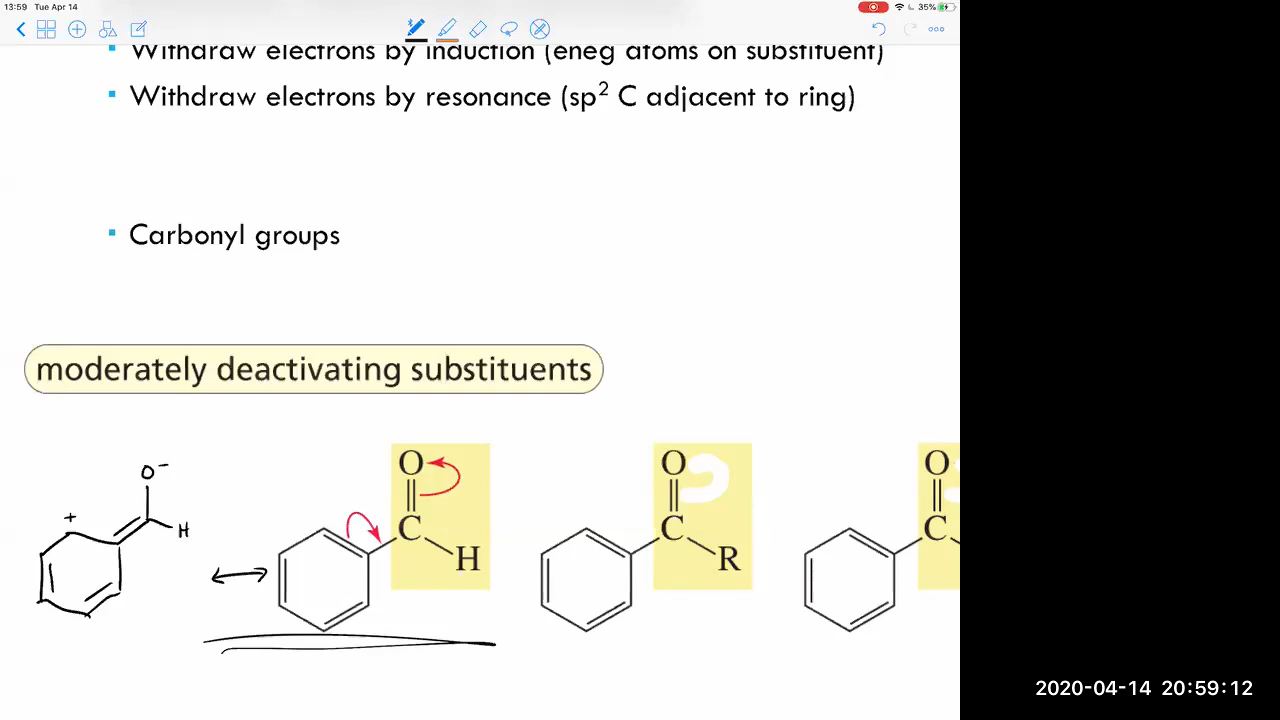 13:59 Tue Apr 14
35%
Withdraw electrons by induction (eneg atoms on substituent)
Withdraw electrons by resonance (sp² C adjacent to ring)
Carbonyl groups
moderately deactivating substituents
O⁻
+
H
O
C
H
O
C
R
O
C
2020-04-14 20:59:12